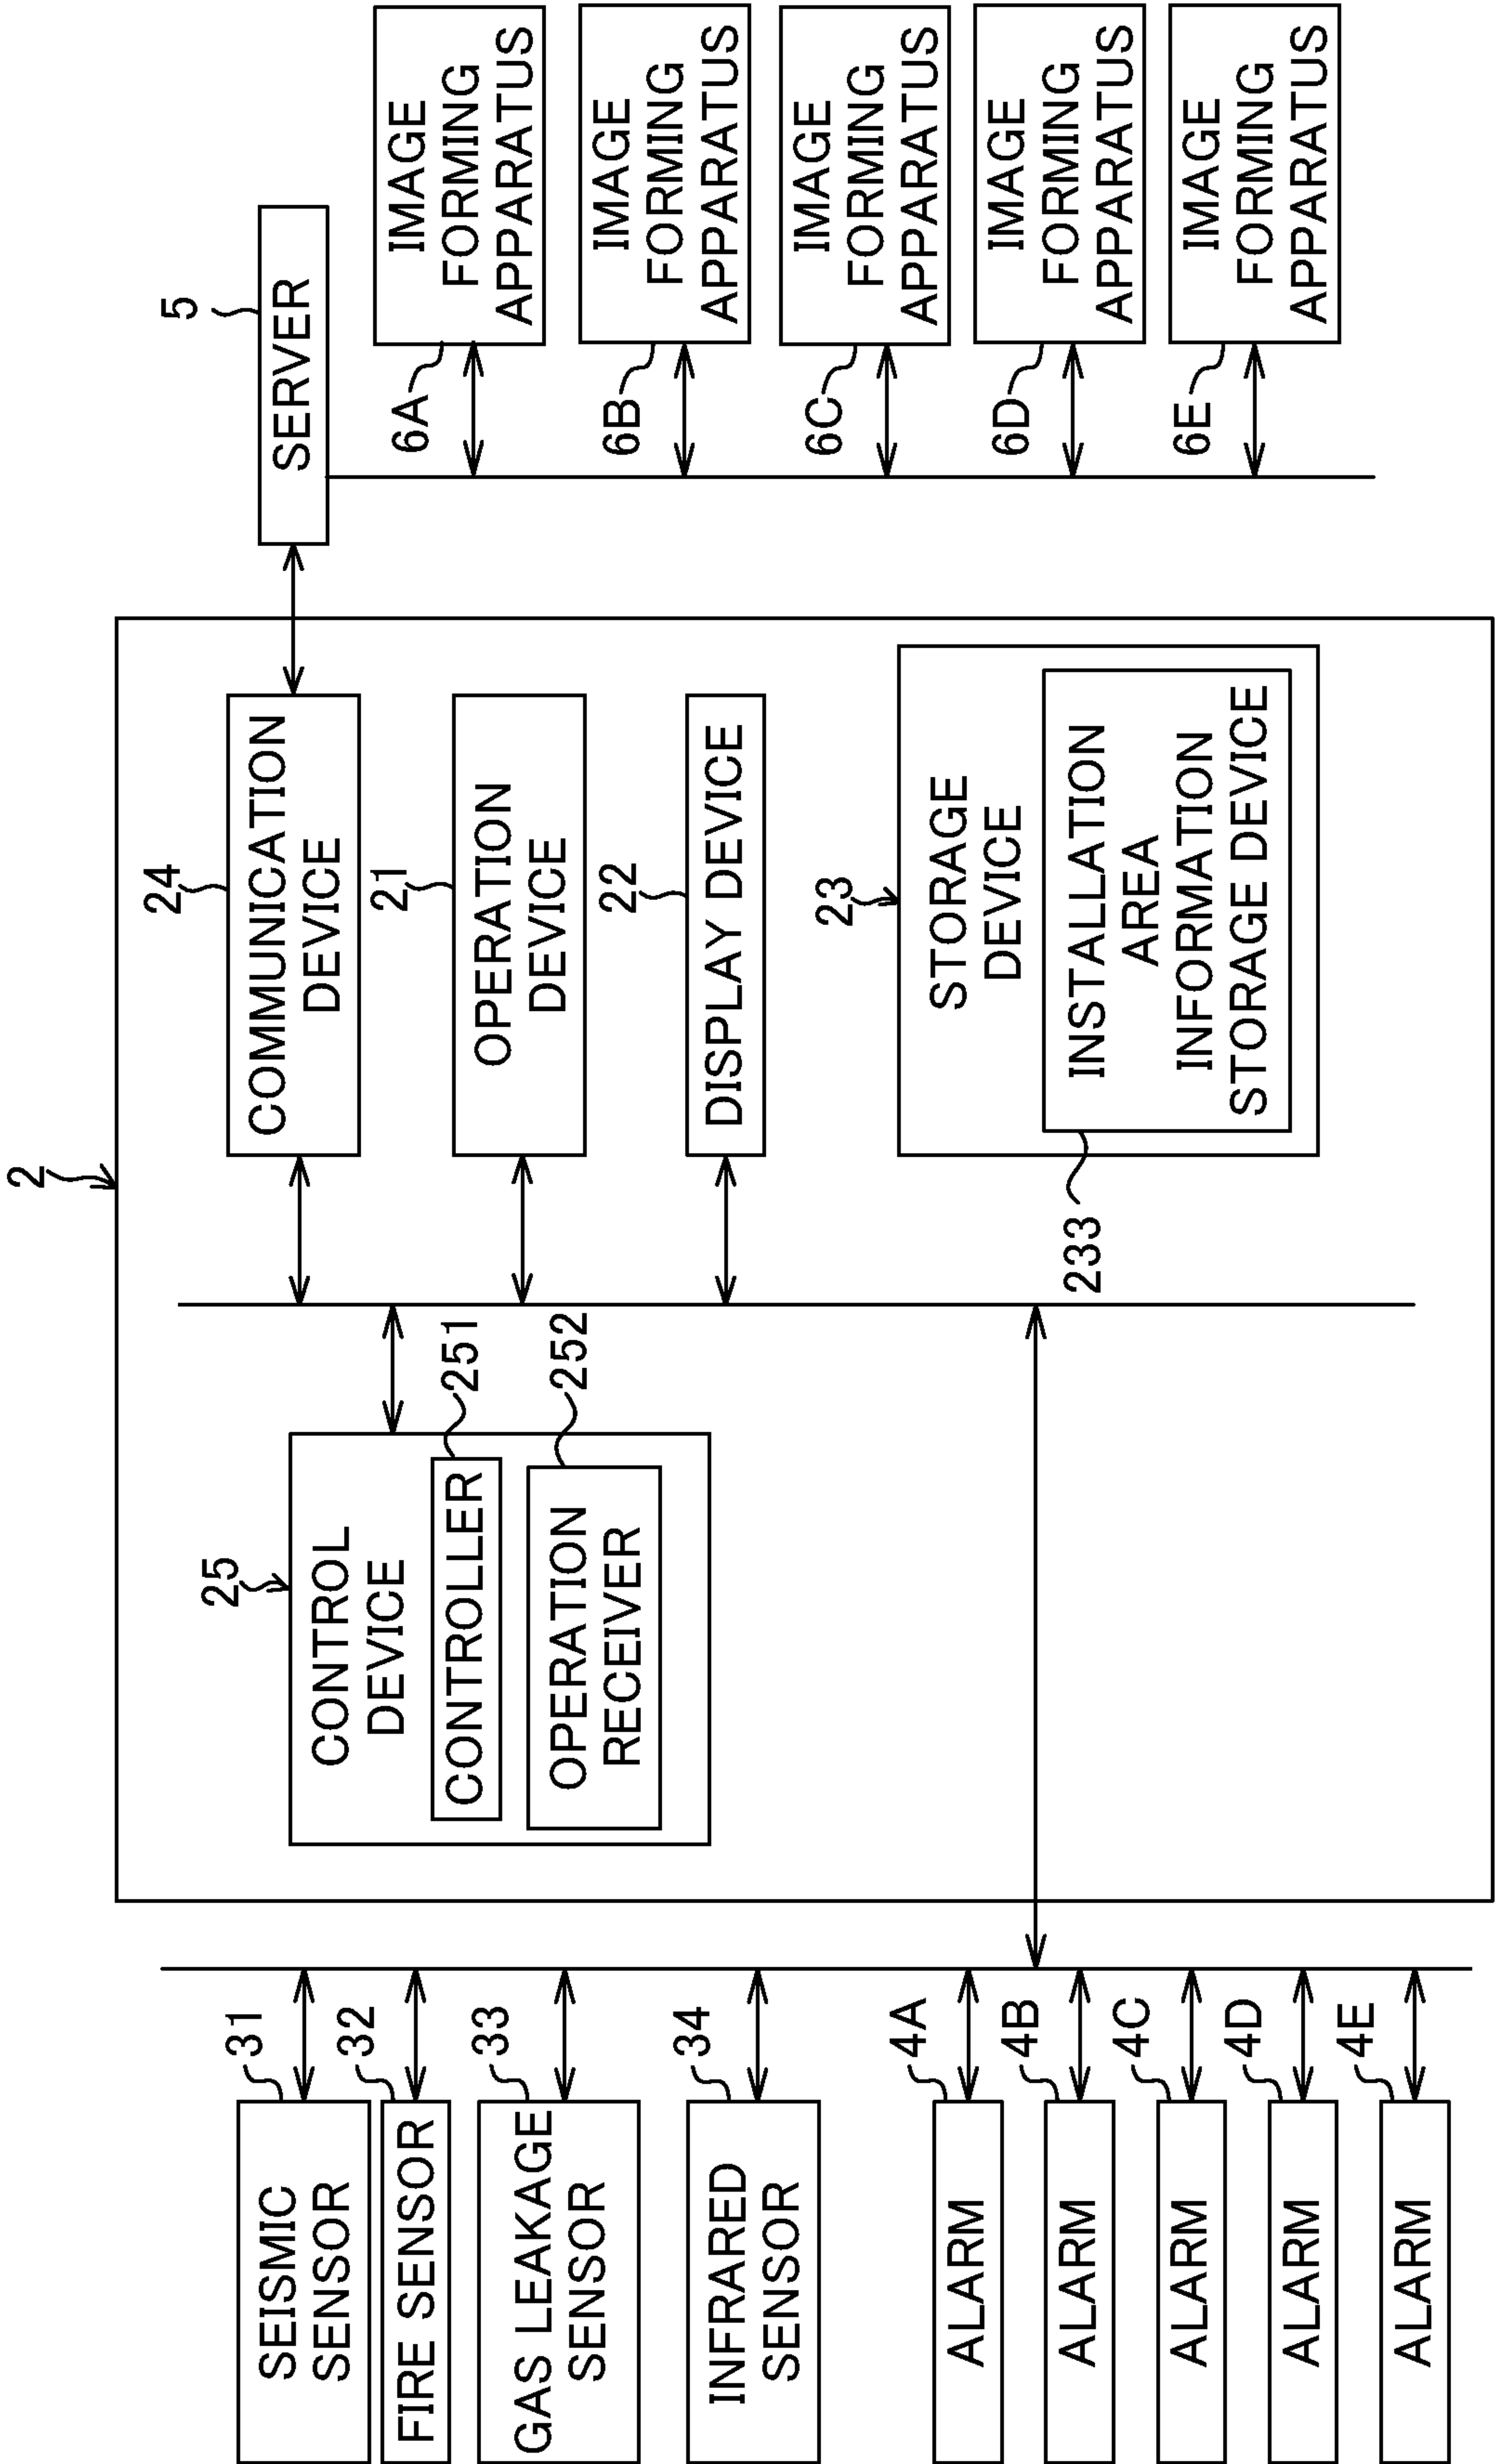 2
31
SEISMIC
SENSOR
32
FIRE SENSOR
33
GAS LEAKAGE
SENSOR
34
INFRARED
SENSOR
4A
ALARM
4B
ALARM
4C
ALARM
4D
ALARM
4E
ALARM
25
CONTROL
DEVICE
251
CONTROLLER
252
OPERATION
RECEIVER
24
COMMUNICATION
DEVICE
21
OPERATION
DEVICE
22
DISPLAY DEVICE
23
STORAGE
DEVICE
233
INSTALLATION
AREA
INFORMATION
STORAGE DEVICE
5
SERVER
6A
IMAGE
FORMING
APPARATUS
6B
IMAGE
FORMING
APPARATUS
6C
IMAGE
FORMING
APPARATUS
6D
IMAGE
FORMING
APPARATUS
6E
IMAGE
FORMING
APPARATUS